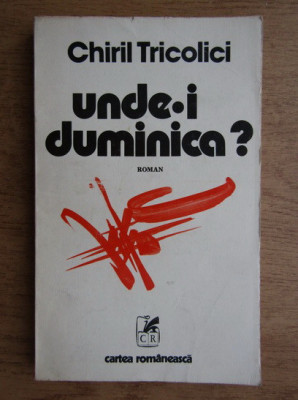 Chiril Tricolici
unde-i
duminica?
ROMAN
CR
cartea românească